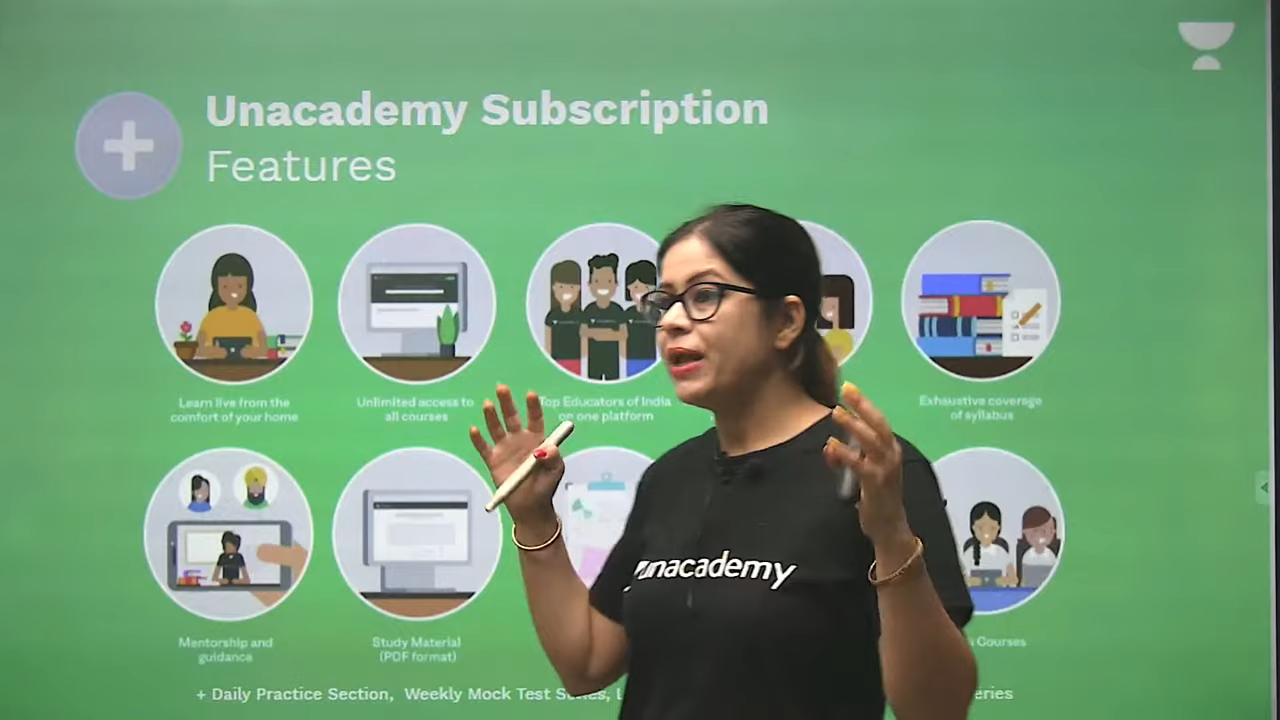 Unacademy Subscription
Features
Learn live from the
comfort of your home
Unlimited access to
all courses
Top Educators of India
on one platform
Exhaustive coverage
of syllabus
Mentorship and
guidance
Study Material
(PDF format)
Courses
+ Daily Practice Section, Weekly Mock Test Series, L
eries
unacademy